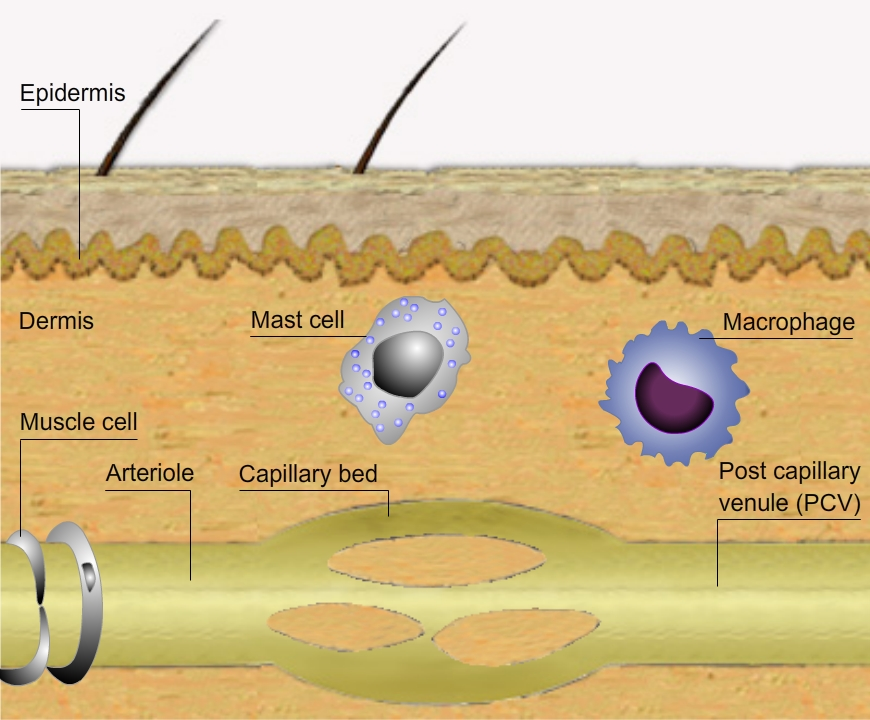 Epidermis
Dermis
Mast cell
Macrophage
Muscle cell
Arteriole
Capillary bed
Post capillary
venule (PCV)